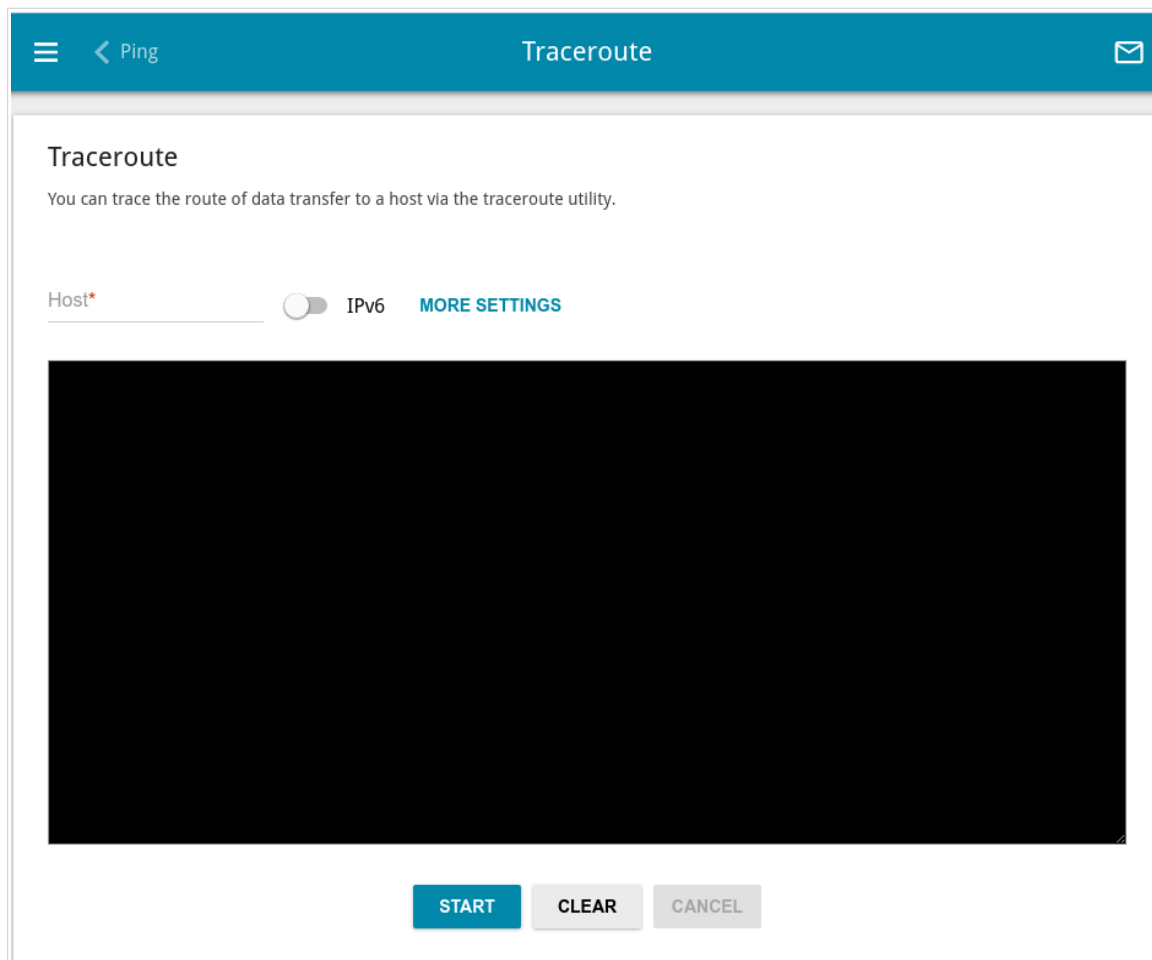 Ping
Traceroute
Traceroute
You can trace the route of data transfer to a host via the traceroute utility.
Host* IPv6 MORE SETTINGS
START CLEAR CANCEL